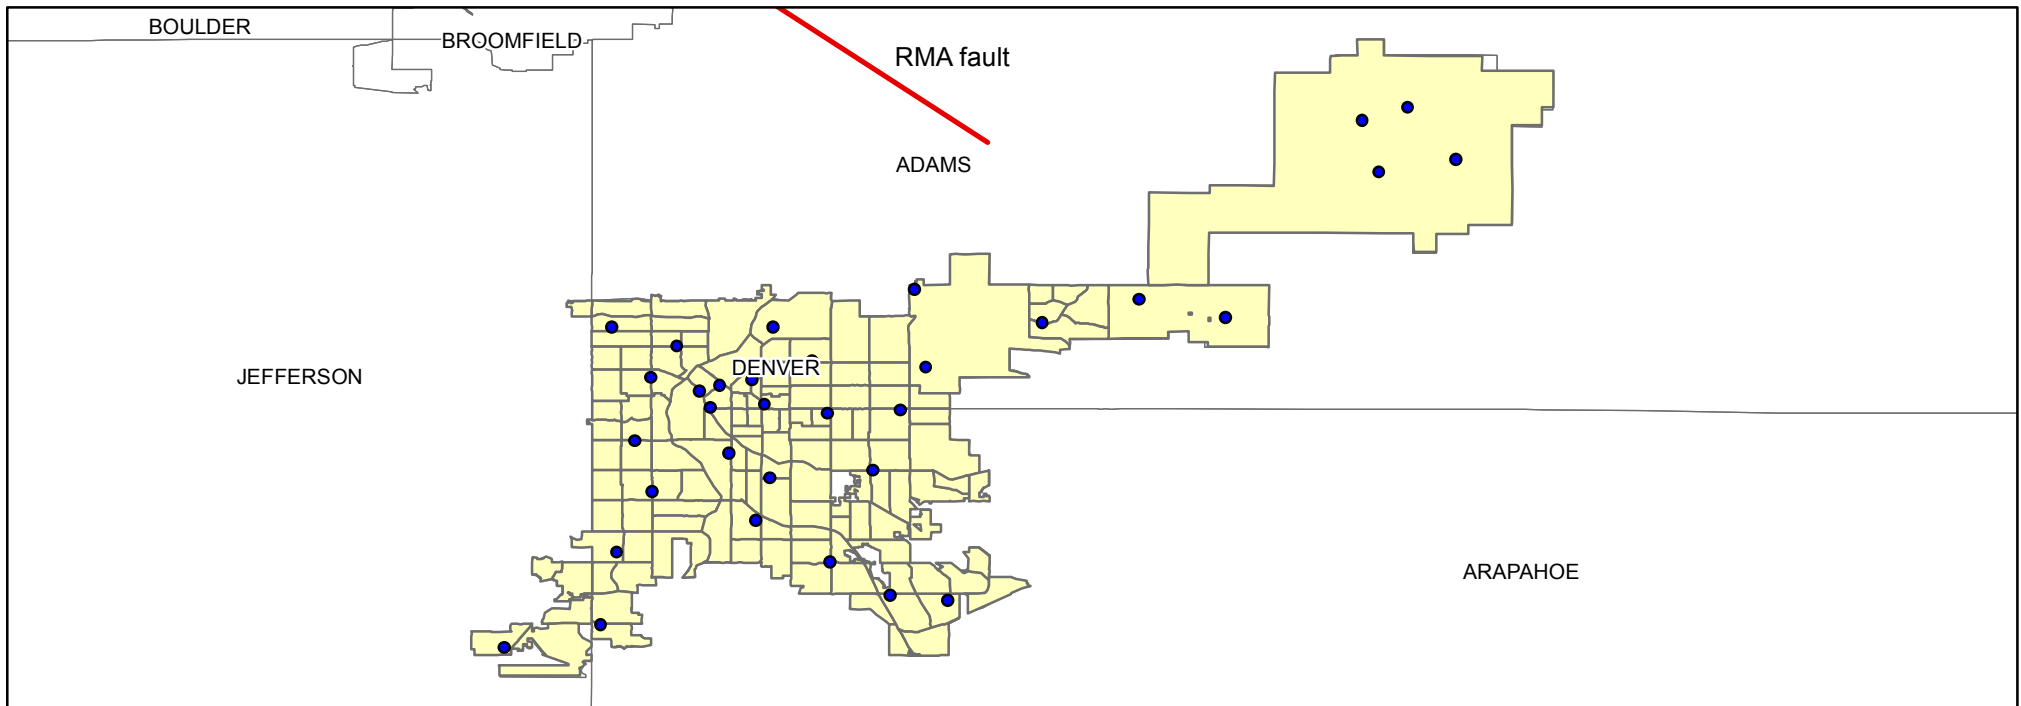 BOULDER
BROOMFIELD
RMA fault
ADAMS
DENVER
JEFFERSON
ARAPAHOE